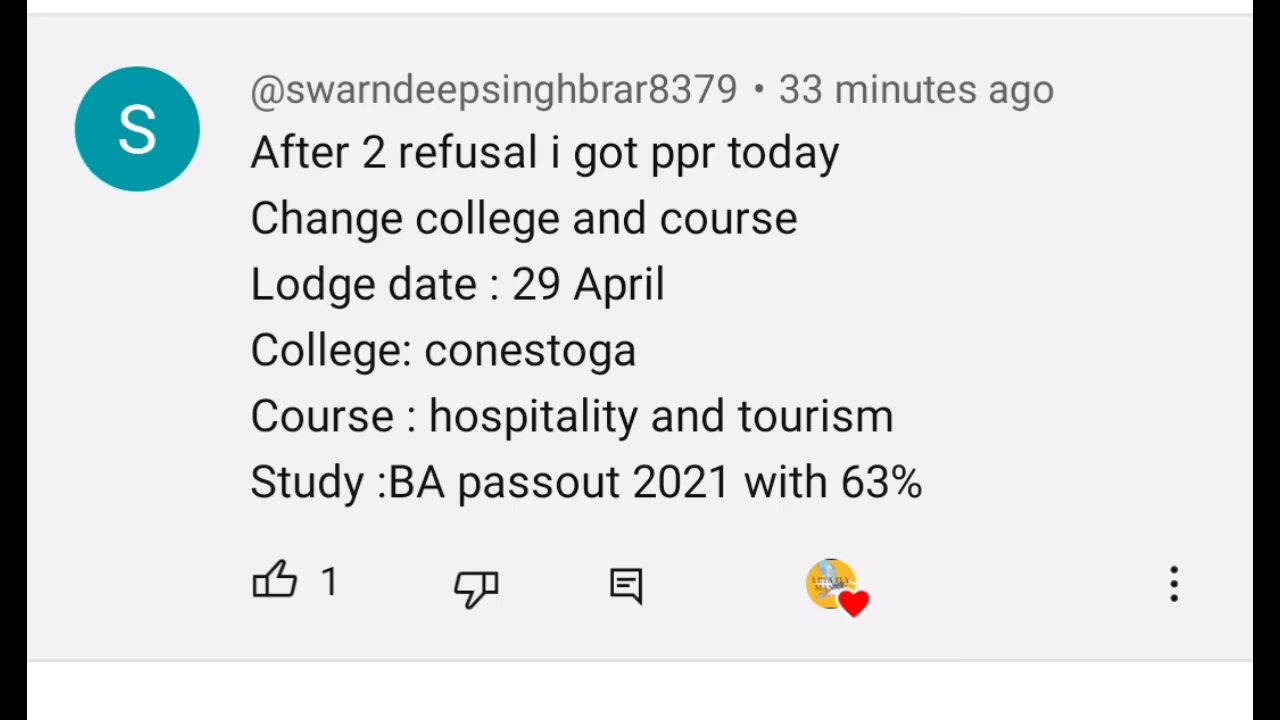 S
@swarndeepsinghbrar8379 • 33 minutes ago
After 2 refusal i got ppr today
Change college and course
Lodge date : 29 April
College: conestoga
Course : hospitality and tourism
Study :BA passout 2021 with 63%
1